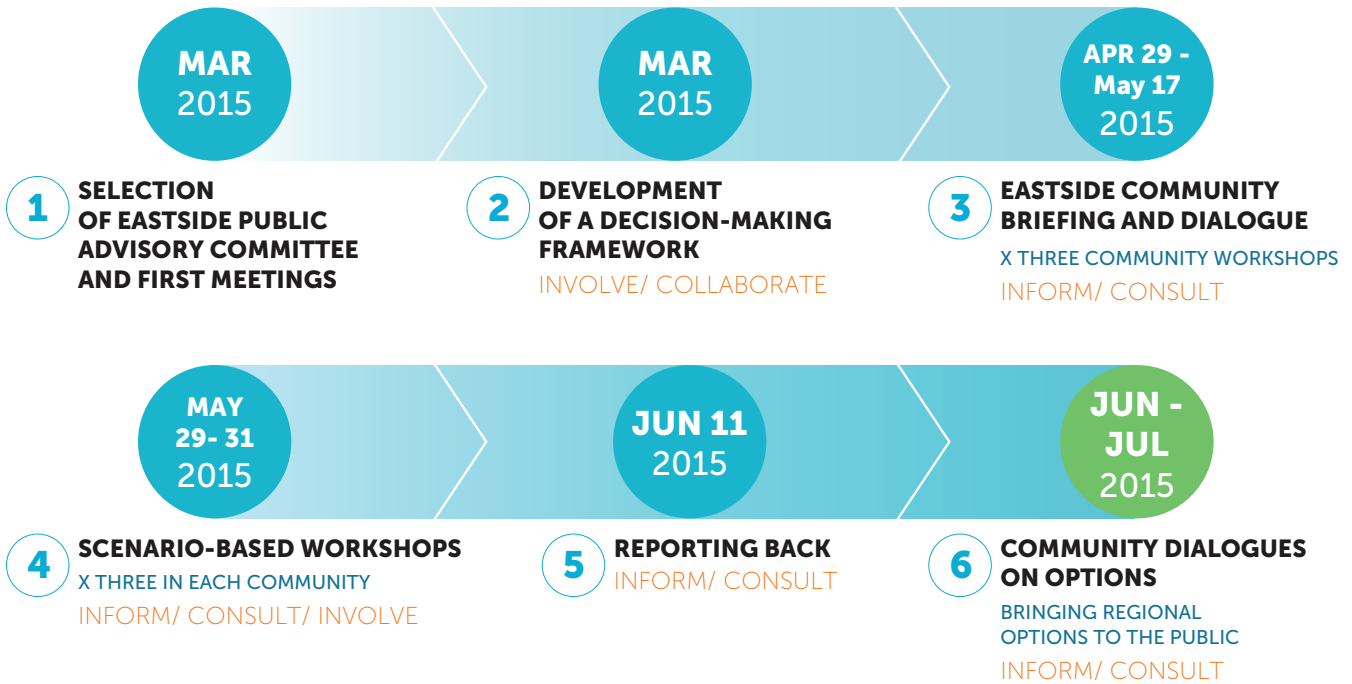 MAR
2015
MAR
2015
APR 29 -
May 17
2015
1
SELECTION
OF EASTSIDE PUBLIC
ADVISORY COMMITTEE
AND FIRST MEETINGS
2
DEVELOPMENT
OF A DECISION-MAKING
FRAMEWORK
INVOLVE/ COLLABORATE
3
EASTSIDE COMMUNITY
BRIEFING AND DIALOGUE
X THREE COMMUNITY WORKSHOPS
INFORM/ CONSULT
MAY
29- 31
2015
JUN 11
2015
JUN -
JUL
2015
4
SCENARIO-BASED WORKSHOPS
X THREE IN EACH COMMUNITY
INFORM/ CONSULT/ INVOLVE
5
REPORTING BACK
INFORM/ CONSULT
6
COMMUNITY DIALOGUES
ON OPTIONS
BRINGING REGIONAL
OPTIONS TO THE PUBLIC
INFORM/ CONSULT